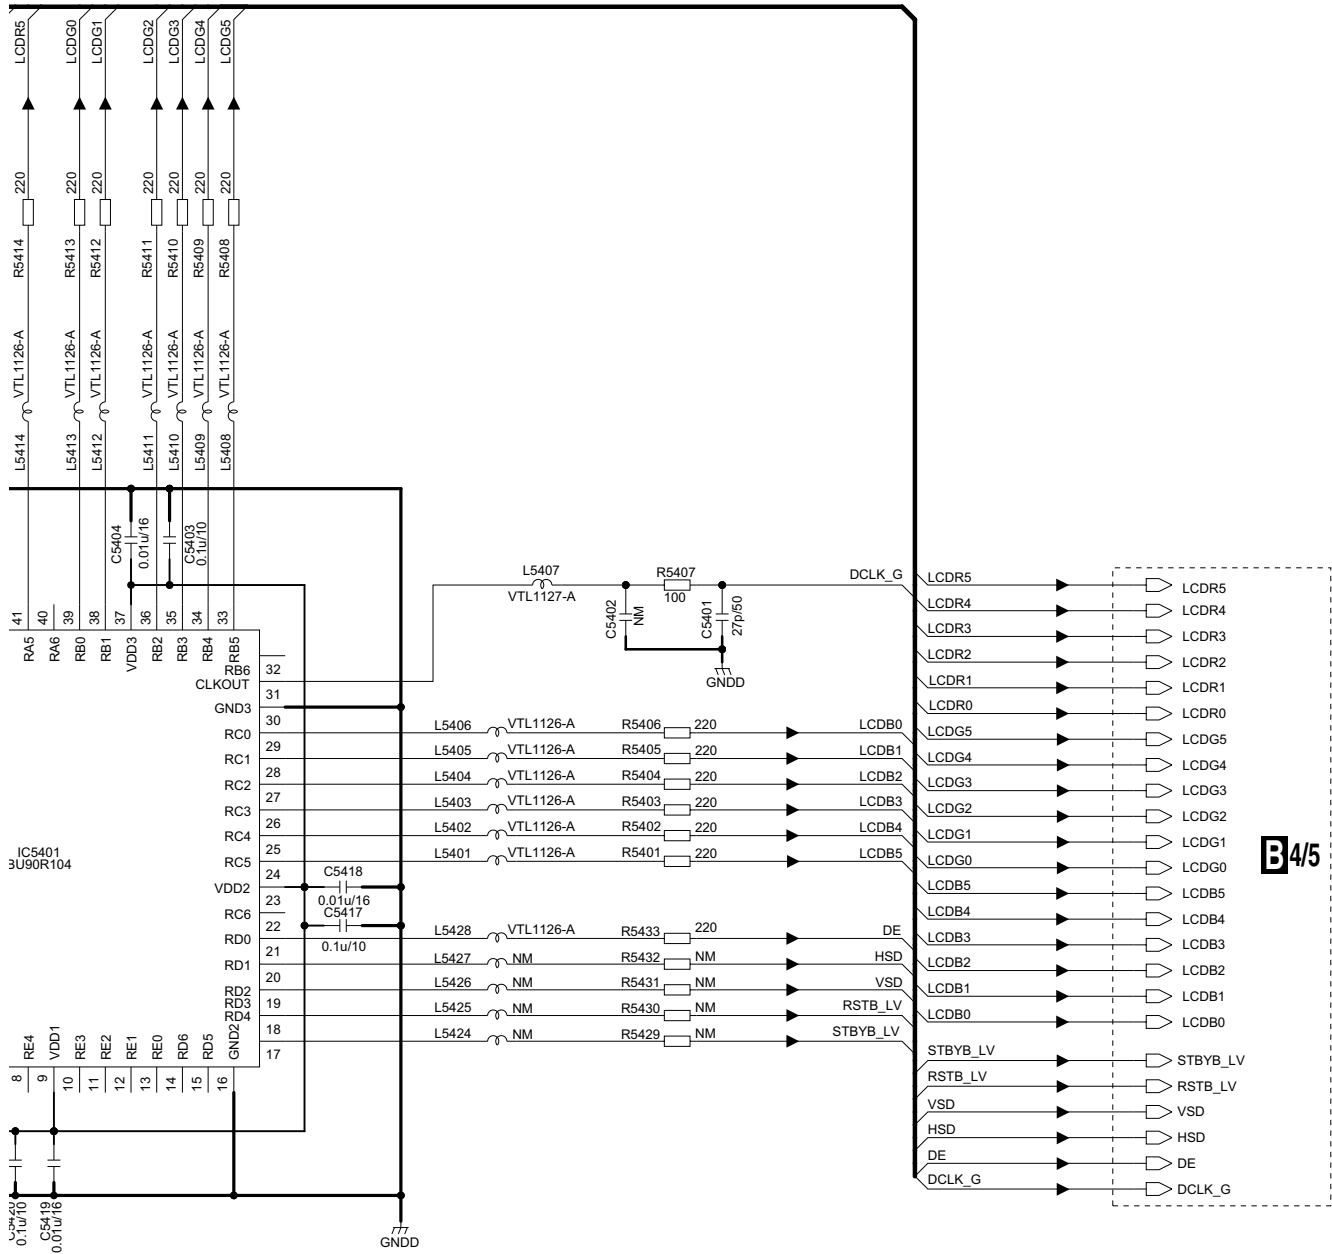 LCDR5 LCDG0 LCDG1 LCDG2 LCDG3 LCDG4 LCDG5
220 220 220 220 220 220 220
R5414 R5413 R5412 R5411 R5410 R5409 R5408
VTL1126-A VTL1126-A VTL1126-A VTL1126-A VTL1126-A VTL1126-A VTL1126-A
L5414 L5413 L5412 L5411 L5410 L5409 L5408
C5404 0.01u/16 C5403 0.1u/10
41 40 39 38 37 36 35 34 33
RA5 RA6 RB0 RB1 VDD3 RB2 RB3 RB4 RB5
L5407 VTL1127-A
C5402 NM
R5407 100
C5401 27p/50
DCLK_G
GNDD
RB6 32
CLKOUT 31
GND3 30
RC0 29
RC1 28
RC2 27
RC3 26
RC4 25
RC5 24
VDD2 23
RC6 22
RD0 21
RD1 20
RD2 19
RD3
RD4 18
17
IC5401
BU90R104
L5406 VTL1126-A R5406 220 LCDB0
L5405 VTL1126-A R5405 220 LCDB1
L5404 VTL1126-A R5404 220 LCDB2
L5403 VTL1126-A R5403 220 LCDB3
L5402 VTL1126-A R5402 220 LCDB4
L5401 VTL1126-A R5401 220 LCDB5
C5418
0.01u/16
C5417
0.1u/10
L5428 VTL1126-A R5433 220 DE
L5427 NM R5432 NM HSD
L5426 NM R5431 NM VSD
L5425 NM R5430 NM RSTB_LV
L5424 NM R5429 NM STBYB_LV
RE4 VDD1 RE3 RE2 RE1 RE0 RD6 RD5 GND2
8 9 10 11 12 13 14 15 16
C5420 0.1u/10 C5419 0.01u/16
GNDD
LCDR5 LCDR5
LCDR4 LCDR4
LCDR3 LCDR3
LCDR2 LCDR2
LCDR1 LCDR1
LCDR0 LCDR0
LCDG5 LCDG5
LCDG4 LCDG4
LCDG3 LCDG3
LCDG2 LCDG2
LCDG1 LCDG1
LCDG0 LCDG0
LCDB5 LCDB5
LCDB4 LCDB4
LCDB3 LCDB3
LCDB2 LCDB2
LCDB1 LCDB1
LCDB0 LCDB0
STBYB_LV STBYB_LV
RSTB_LV RSTB_LV
VSD VSD
HSD HSD
DE DE
DCLK_G DCLK_G
B 4/5